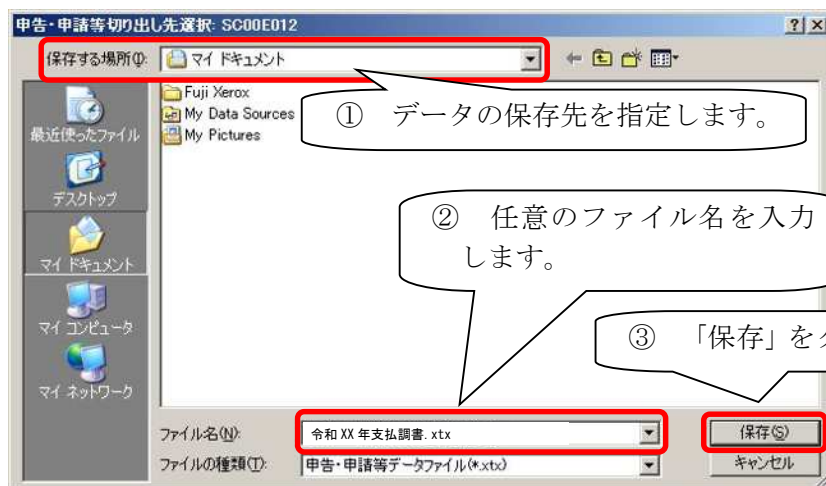 申告・申請等切り出し先選択: SC00E012
保存する場所(I):
マイ ドキュメント
最近使ったファイル
デスクトップ
マイ ドキュメント
マイ コンピュータ
マイ ネットワーク
Fuji Xerox
My Data Sources
My Pictures
① データの保存先を指定します。
② 任意のファイル名を入力
します。
③ 「保存」を
ファイル名(N):
令和 XX 年支払調書.xtx
保存(S)
ファイルの種類(T):
申告・申請等データファイル(*.xtx)
キャンセル